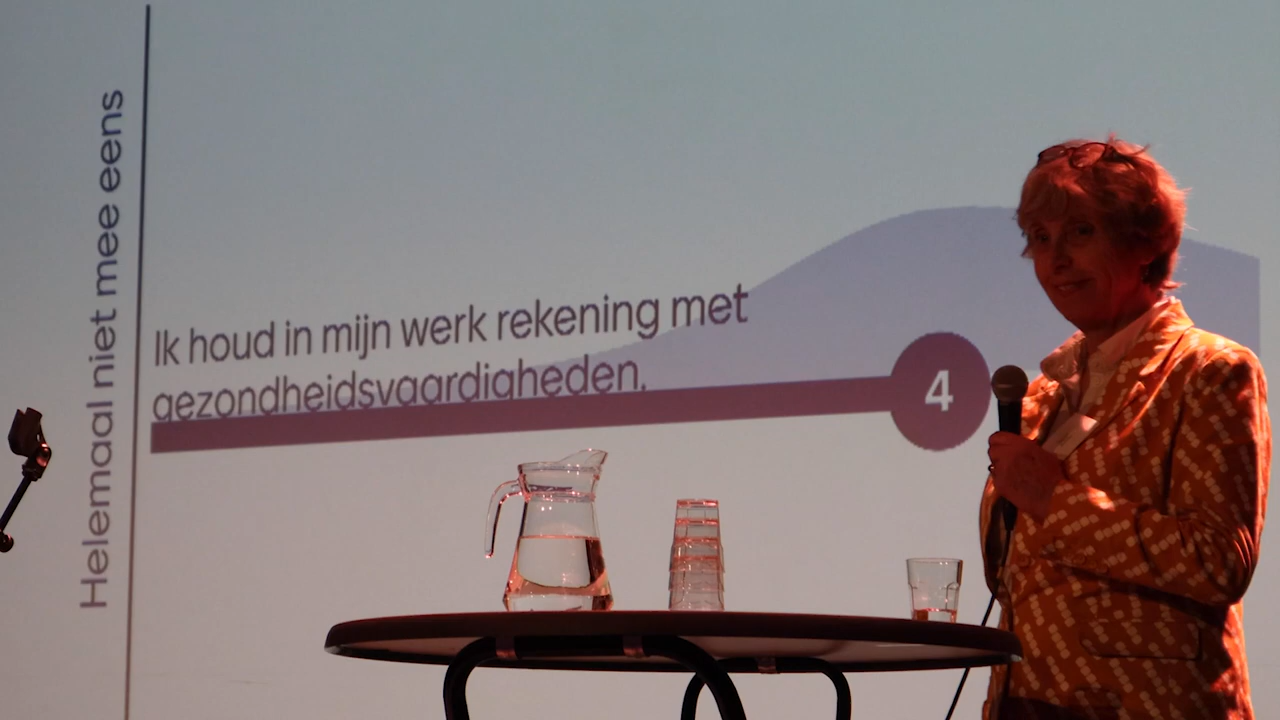 Helemaal niet mee eens
Ik houd in mijn werk rekening met
gezondheidsvaardigheden.
4